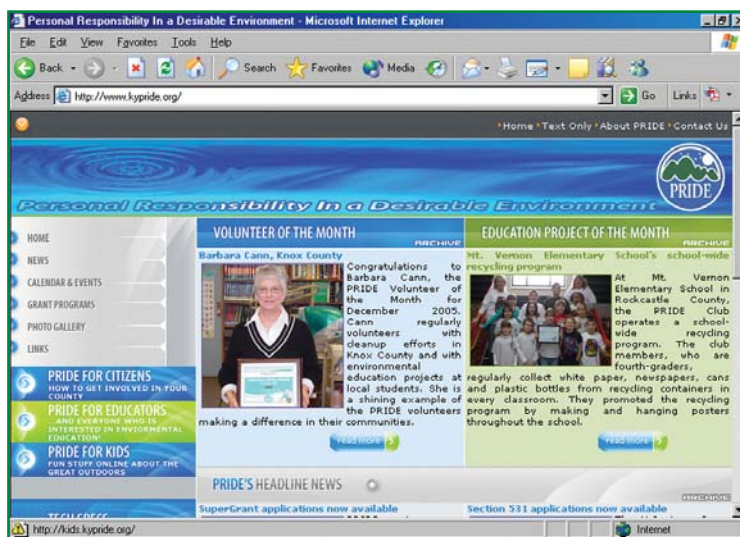 Personal Responsibility In a Desirable Environment - Microsoft Internet Explorer
File Edit View Favorites Tools Help
Back Search Favorites Media
Address http://www.kypride.org/ Go Links
Home Text Only About PRIDE Contact Us
Personal Responsibility In a Desirable Environment
PRIDE
HOME
NEWS
CALENDAR & EVENTS
GRANT PROGRAMS
PHOTO GALLERY
LINKS
PRIDE FOR CITIZENS
HOW TO GET INVOLVED IN YOUR
COUNTY
PRIDE FOR EDUCATORS
...AND EVERYONE WHO IS
INTERESTED IN ENVIORMENTAL
EDUCATION!
PRIDE FOR KIDS
FUN STUFF ONLINE ABOUT THE
GREAT OUTDOORS
VOLUNTEER OF THE MONTH
ARCHIVE
Barbara Cann, Knox County
Congratulations to
Barbara Cann, the
PRIDE Volunteer of
the Month for
December 2005.
Cann regularly
volunteers with
cleanup efforts in
Knox County and with
environmental
education projects at
local students. She is
a shining example of
the PRIDE volunteers
making a difference in their communities.
read more
EDUCATION PROJECT OF THE MONTH
ARCHIVE
Mt. Vernon Elementary School's school-wide
recycling program
At Mt. Vernon
Elementary School in
Rockcastle County,
the PRIDE Club
operates a school-
wide recycling
program. The club
members, who are
fourth-graders,
regularly collect white paper, newspapers, cans
and plastic bottles from recycling containers in
every classroom. They promoted the recycling
program by making and hanging posters
throughout the school.
read more
PRIDE'S HEADLINE NEWS
ARCHIVE
SuperGrant applications now available
Section 531 applications now available
http://kids.kypride.org/
Internet